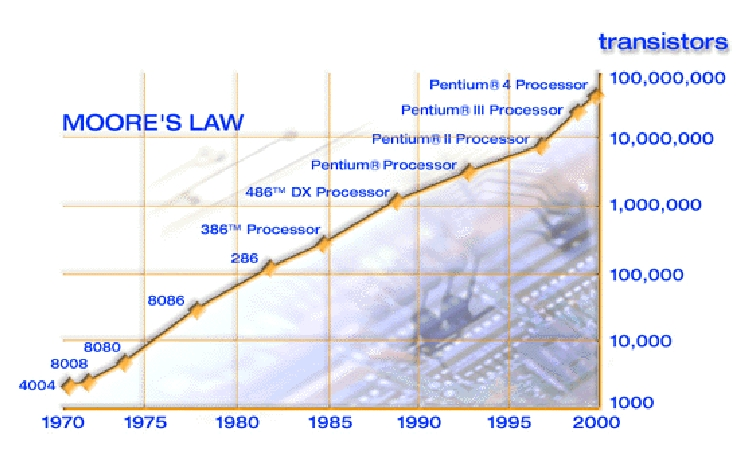 transistors
100,000,000
Pentium® 4 Processor
Pentium® III Processor
MOORE'S LAW
Pentium® II Processor
10,000,000
Pentium® Processor
486™ DX Processor
1,000,000
386™ Processor
286
100,000
8086
8080
10,000
8008
4004
1000
1970 1975 1980 1985 1990 1995 2000